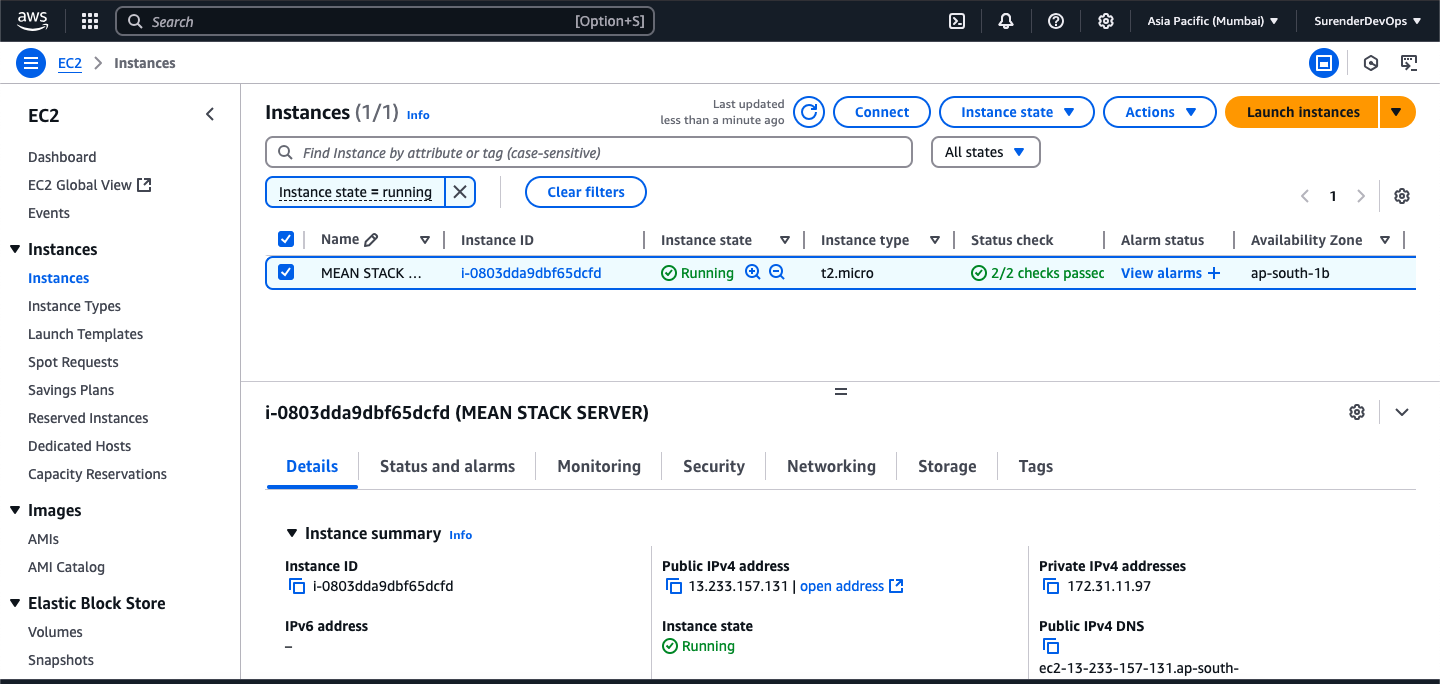 aws
Search [Option+S]
Asia Pacific (Mumbai)
SurenderDevOps
EC2 > Instances
EC2
Dashboard
EC2 Global View
Events
Instances
Instances
Instance Types
Launch Templates
Spot Requests
Savings Plans
Reserved Instances
Dedicated Hosts
Capacity Reservations
Images
AMIs
AMI Catalog
Elastic Block Store
Volumes
Snapshots
Instances (1/1) Info
Last updated
less than a minute ago
Connect
Instance state
Actions
Launch instances
Find Instance by attribute or tag (case-sensitive)
All states
Instance state = running
Clear filters
1
Name Instance ID Instance state Instance type Status check Alarm status Availability Zone
MEAN STACK ... i-0803dda9dbf65dcfd Running t2.micro 2/2 checks passec View alarms + ap-south-1b
i-0803dda9dbf65dcfd (MEAN STACK SERVER)
Details Status and alarms Monitoring Security Networking Storage Tags
Instance summary Info
Instance ID
i-0803dda9dbf65dcfd
IPv6 address
–
Public IPv4 address
13.233.157.131 | open address
Instance state
Running
Private IPv4 addresses
172.31.11.97
Public IPv4 DNS
ec2-13-233-157-131.ap-south-